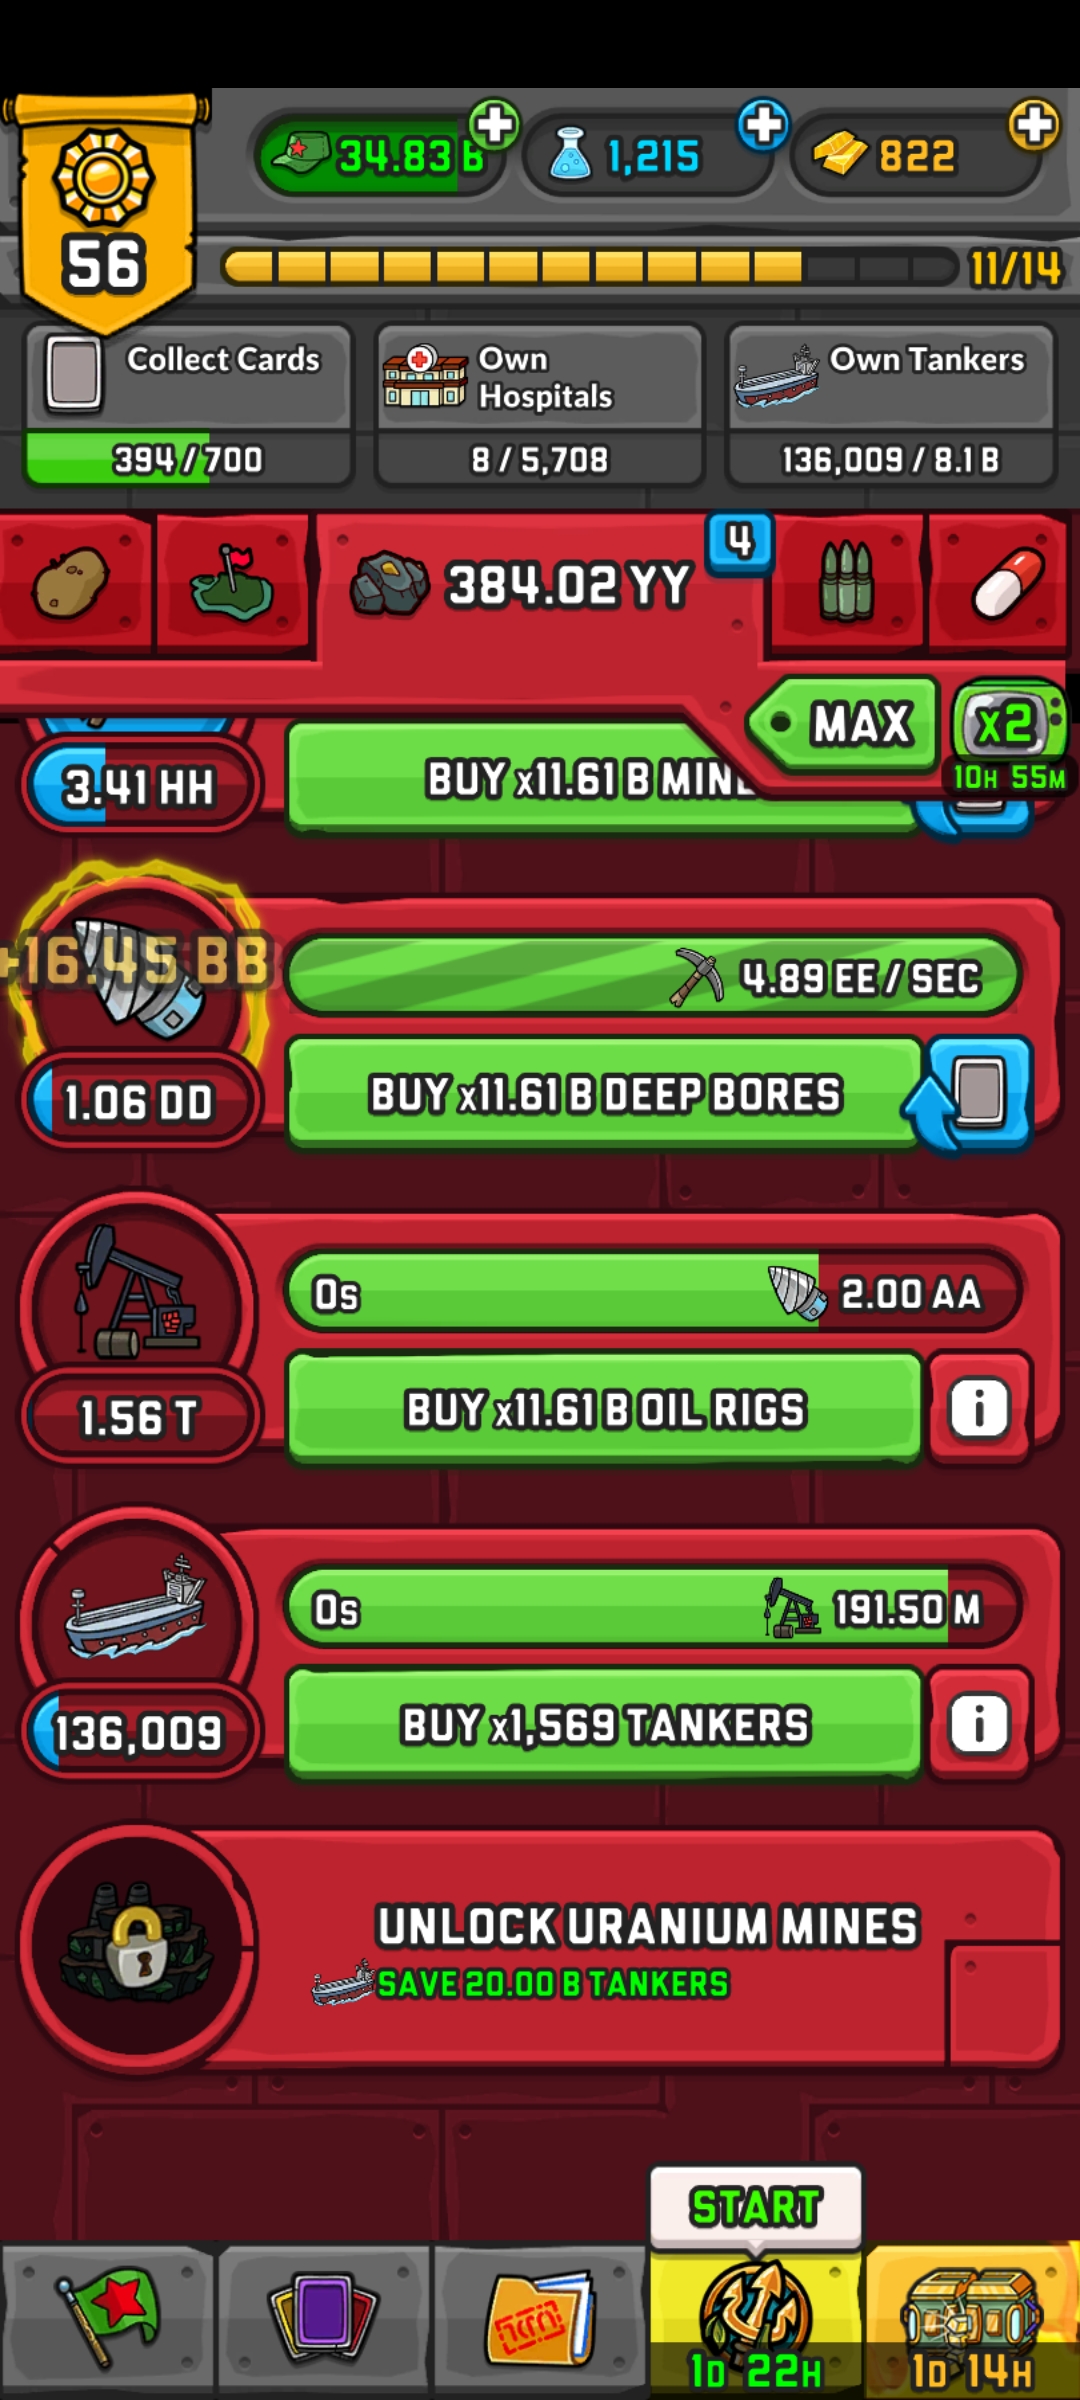 34.83 B
1,215
822
56
11/14
Collect Cards
394 / 700
Own
Hospitals
8 / 5,708
Own Tankers
136,009 / 8.1 B
384.02 YY
4
MAX
x2
10H 55M
3.41 HH
BUY x11.61 B MINE
+16.45 BB
4.89 EE / SEC
1.06 DD
BUY x11.61 B DEEP BORES
0s
2.00 AA
1.56 T
BUY x11.61 B OIL RIGS
i
0s
191.50 M
136,009
BUY x1,569 TANKERS
i
UNLOCK URANIUM MINES
SAVE 20.00 B TANKERS
START
1D 22H
1D 14H